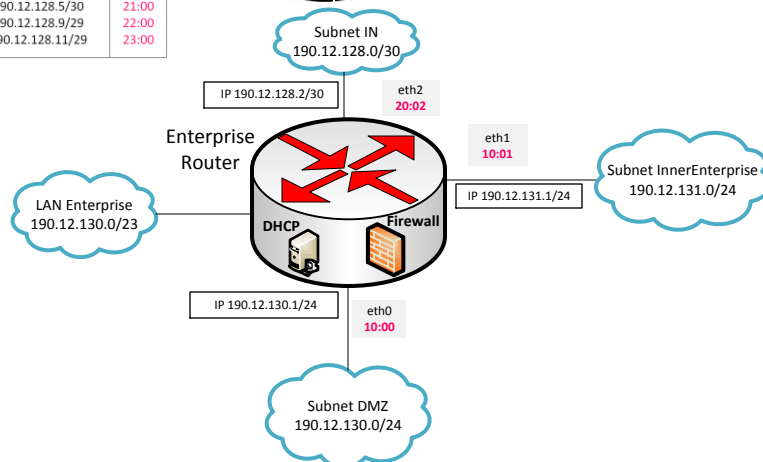 90.12.128.5/30 21:00
90.12.128.9/29 22:00
90.12.128.11/29 23:00
Subnet IN
190.12.128.0/30
IP 190.12.128.2/30
eth2
20:02
Enterprise
Router
eth1
10:01
Subnet InnerEnterprise
190.12.131.0/24
IP 190.12.131.1/24
LAN Enterprise
190.12.130.0/23
DHCP
Firewall
IP 190.12.130.1/24
eth0
10:00
Subnet DMZ
190.12.130.0/24